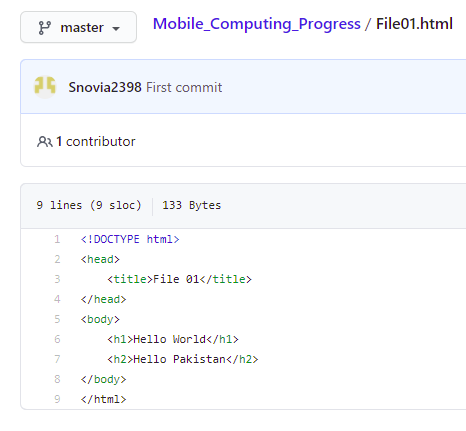 master Mobile_Computing_Progress / File01.html
Snovia2398 First commit
1 contributor
9 lines (9 sloc) 133 Bytes
1 <!DOCTYPE html>
2 <head>
3 <title>File 01</title>
4 </head>
5 <body>
6 <h1>Hello World</h1>
7 <h2>Hello Pakistan</h2>
8 </body>
9 </html>